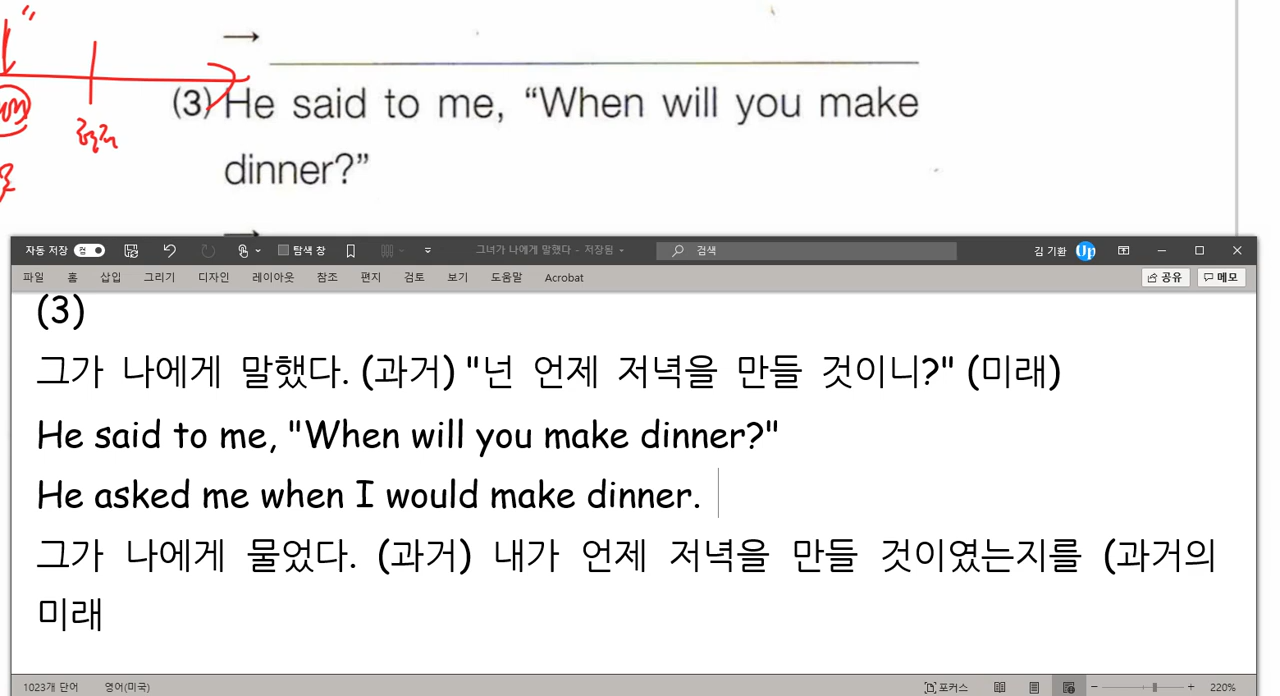 →
(3) He said to me, “When will you make
dinner?”
자동 저장 탐색 창 그녀가 나에게 말했다 - 저장됨 검색 김 기환 Up
파일 홈 삽입 그리기 디자인 레이아웃 참조 편지 검토 보기 도움말 Acrobat 공유 메모
(3)
그가 나에게 말했다. (과거) "넌 언제 저녁을 만들 것이니?" (미래)
He said to me, "When will you make dinner?"
He asked me when I would make dinner.
그가 나에게 물었다. (과거) 내가 언제 저녁을 만들 것이였는지를 (과거의
미래
1023개 단어 영어(미국) 포커스 220%